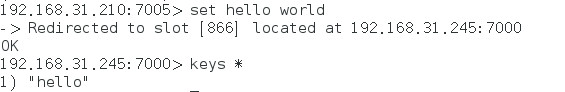 192.168.31.210:7005> set hello world
-> Redirected to slot [866] located at 192.168.31.245:7000
OK
192.168.31.245:7000> keys *
1) "hello"